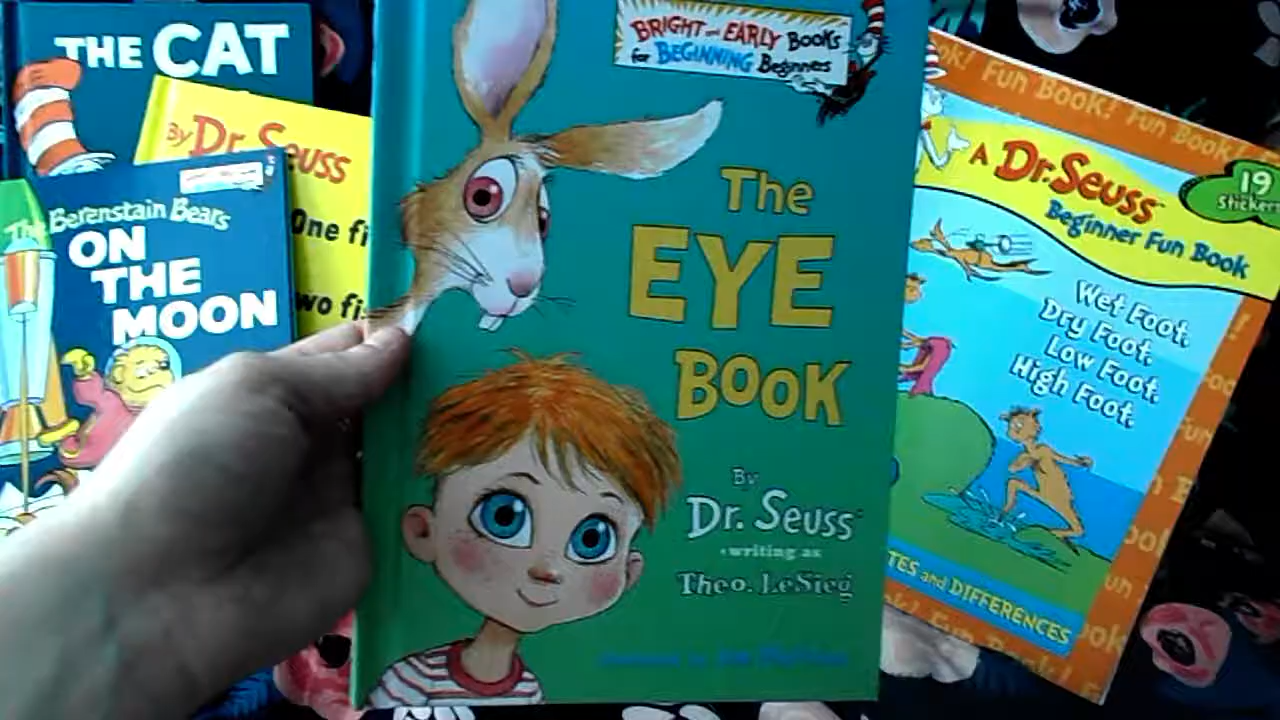 THE CAT
By Dr. Seuss
One fi
wo fi
The Berenstain Bears
ON
THE
MOON
BRIGHT and EARLY BOOKS
for BEGINNING Beginners
The
EYE
BOOK
By
Dr. Seuss
writing as
Theo. LeSieg
ok! Fun Book! Fun Book!
19
Stickers
A Dr. Seuss
Beginner Fun Book
Wet Foot.
Dry Foot.
Low Foot.
High Foot.
TES and DIFFERENCES
ok! Fun Book!